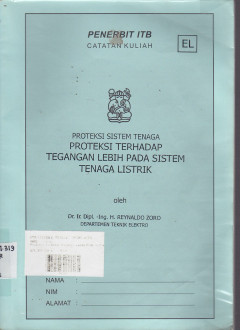 PENERBIT ITB
CATATAN KULIAH
EL
PROTEKSI SISTEM TENAGA
PROTEKSI TERHADAP
TEGANGAN LEBIH PADA SISTEM
TENAGA LISTRIK
oleh
Dr. Ir. Dipl. -Ing. H. REYNALDO ZORO
DEPARTEMEN TEKNIK ELEKTRO
NAMA :
NIM :
ALAMAT :